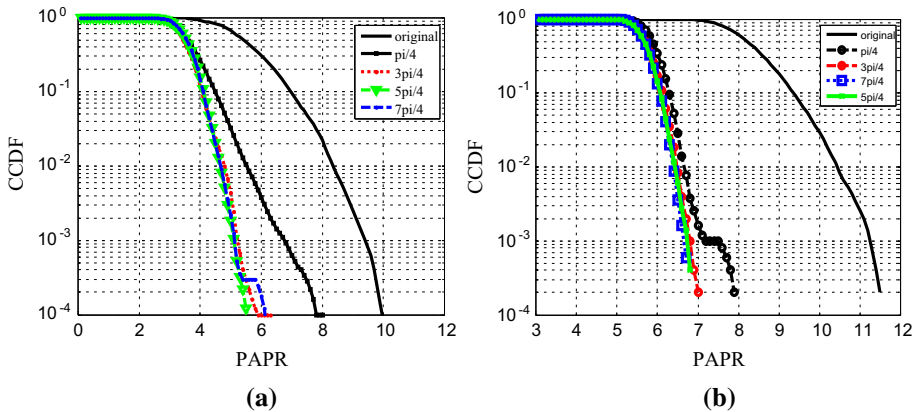 10^0
10^-1
10^-2
10^-3
10^-4
CCDF
0 2 4 6 8 10 12
PAPR
original
pi/4
3pi/4
5pi/4
7pi/4
(a)
10^0
10^-1
10^-2
10^-3
10^-4
CCDF
3 4 5 6 7 8 9 10 11 12
PAPR
original
pi/4
3pi/4
7pi/4
5pi/4
(b)